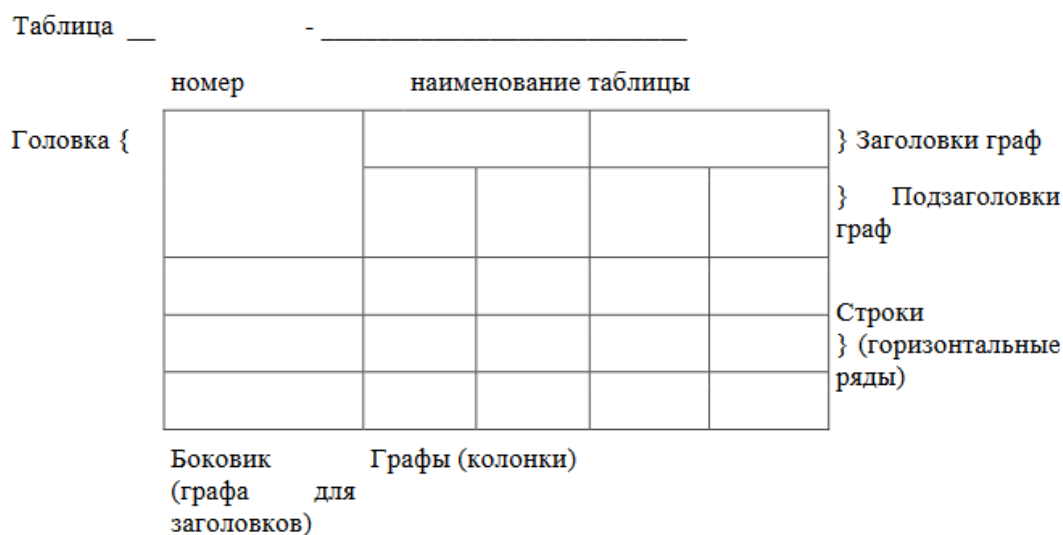 Таблица __ - ____________________________
номер наименование таблицы
Головка {
} Заголовки граф
} Подзаголовки
граф
Строки
} (горизонтальные
ряды)
Боковик Графы (колонки)
(графа для
заголовков)